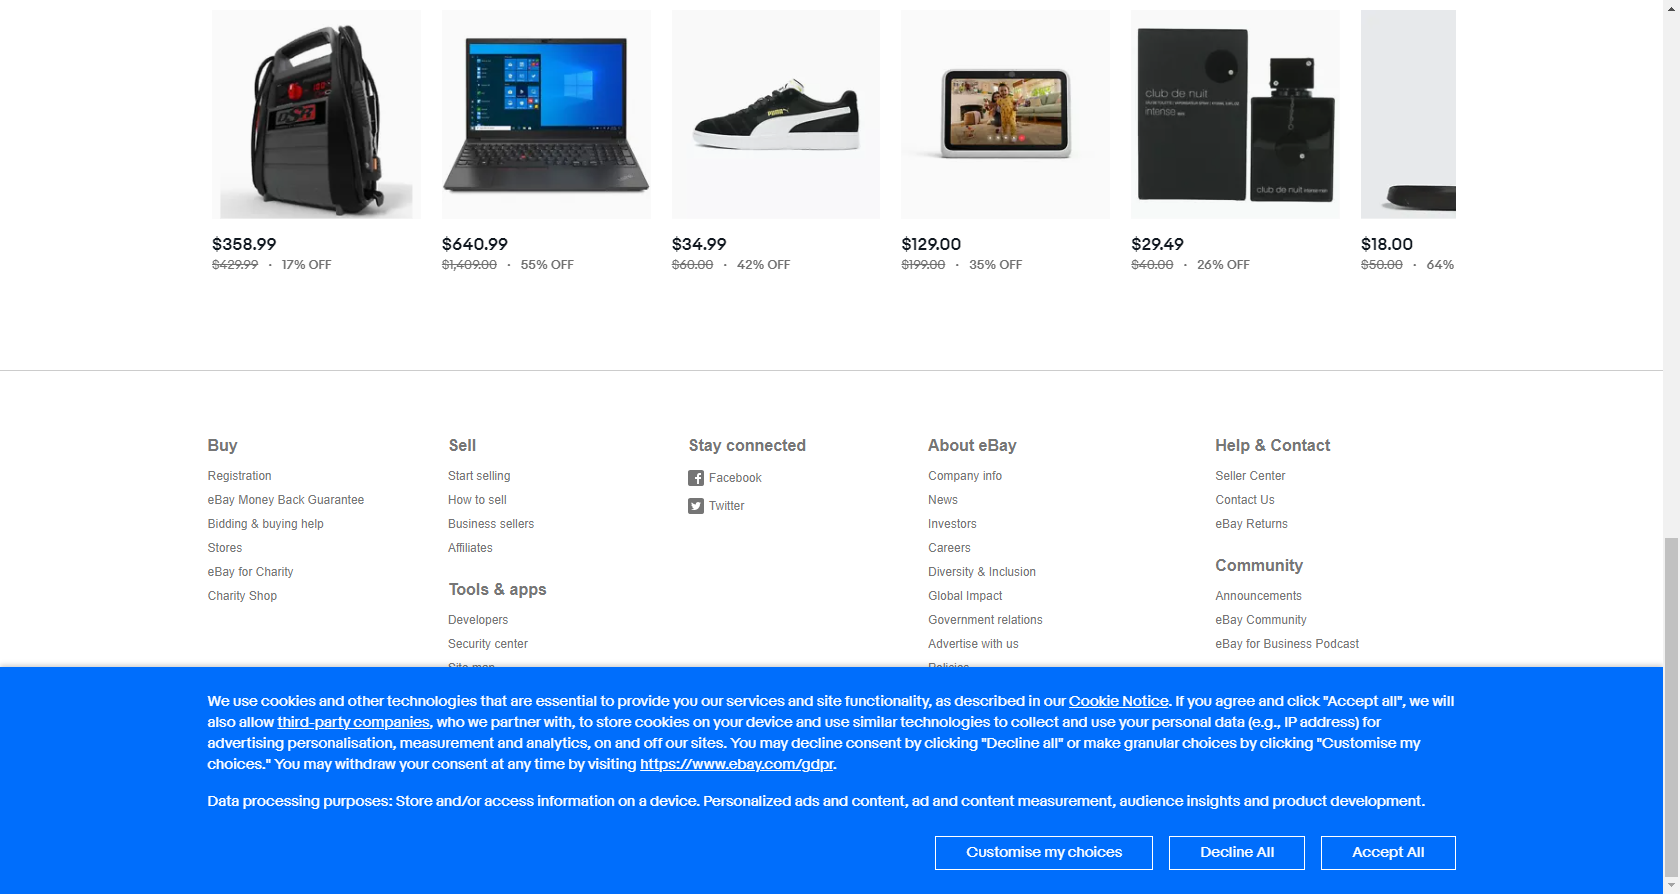 DSR
PUMA
club de nuit
intense
club de nuit
$358.99
$429.99 · 17% OFF
$640.99
$1,409.00 · 55% OFF
$34.99
$60.00 · 42% OFF
$129.00
$199.00 · 35% OFF
$29.49
$40.00 · 26% OFF
$18.00
$50.00 · 64%
Buy
Registration
eBay Money Back Guarantee
Bidding & buying help
Stores
eBay for Charity
Charity Shop
Sell
Start selling
How to sell
Business sellers
Affiliates
Tools & apps
Developers
Security center
Site map
Stay connected
Facebook
Twitter
About eBay
Company info
News
Investors
Careers
Diversity & Inclusion
Global Impact
Government relations
Advertise with us
Policies
Help & Contact
Seller Center
Contact Us
eBay Returns
Community
Announcements
eBay Community
eBay for Business Podcast
We use cookies and other technologies that are essential to provide you our services and site functionality, as described in our Cookie Notice. If you agree and click "Accept all", we will
also allow third-party companies, who we partner with, to store cookies on your device and use similar technologies to collect and use your personal data (e.g., IP address) for
advertising personalisation, measurement and analytics, on and off our sites. You may decline consent by clicking "Decline all" or make granular choices by clicking "Customise my
choices." You may withdraw your consent at any time by visiting https://www.ebay.com/gdpr.
Data processing purposes: Store and/or access information on a device. Personalized ads and content, ad and content measurement, audience insights and product development.
Customise my choices
Decline All
Accept All